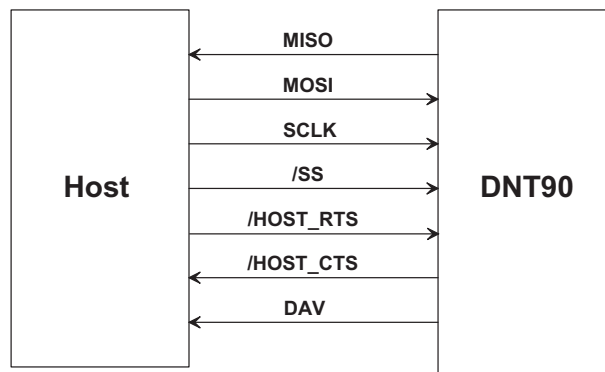 MISO
MOSI
SCLK
Host
/SS
DNT90
/HOST_RTS
/HOST_CTS
DAV